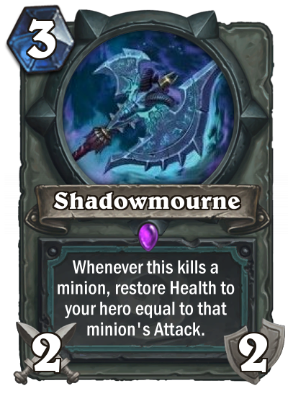 3
Shadowmourne
Whenever this kills a
minion, restore Health to
your hero equal to that
minion's Attack.
2
2